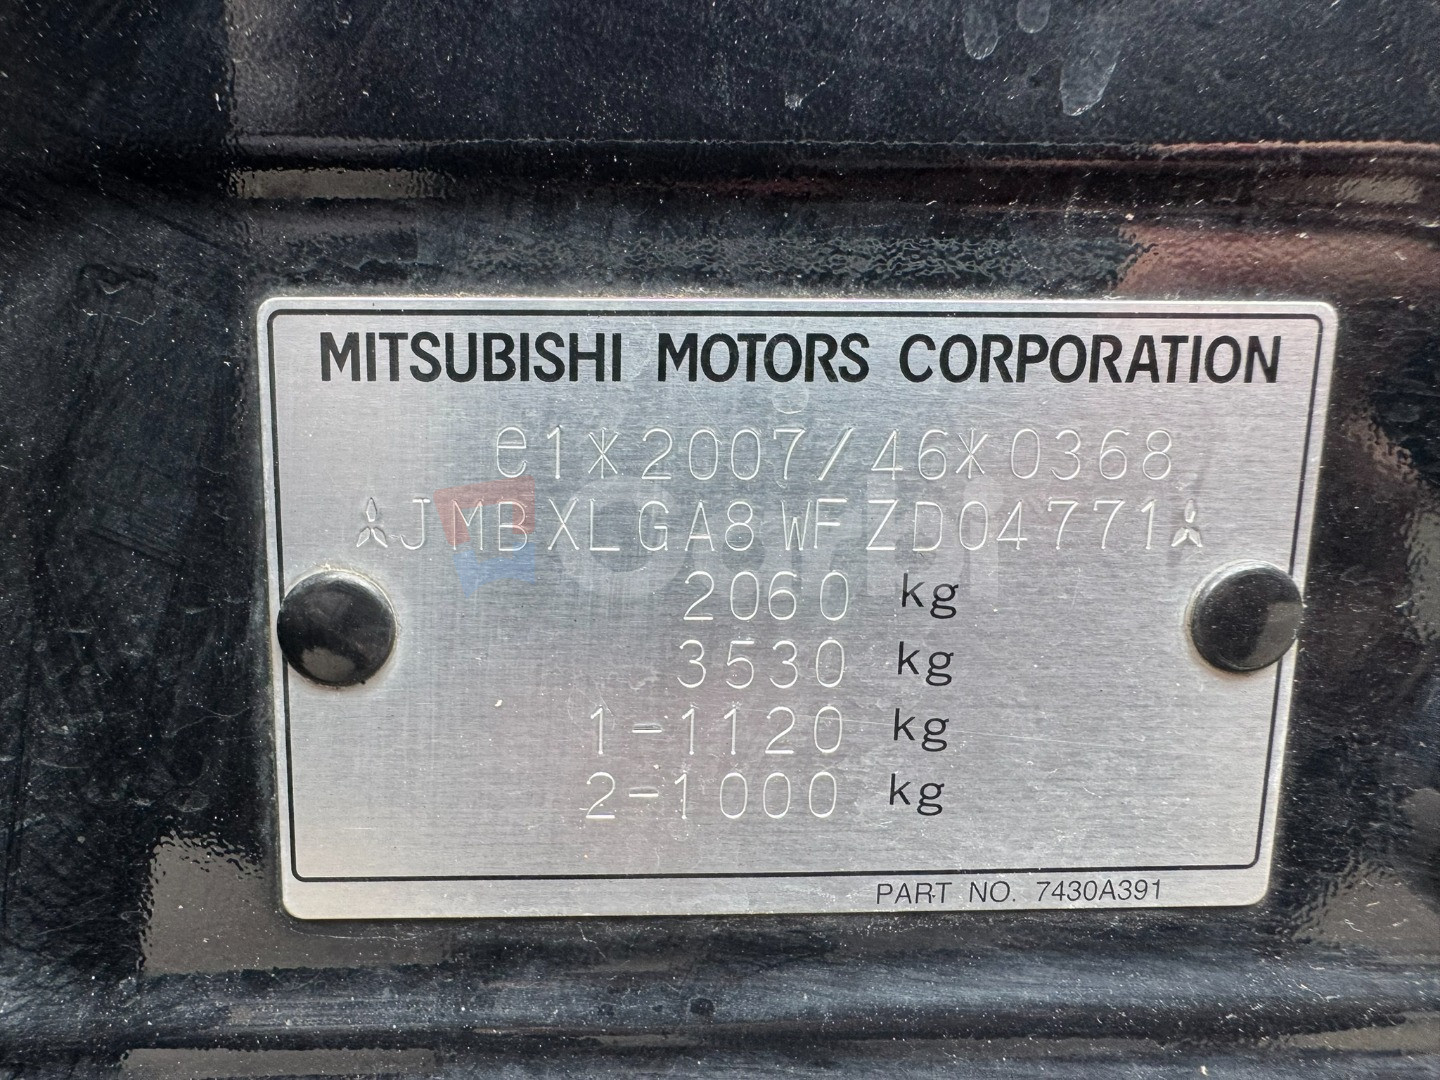 MITSUBISHI MOTORS CORPORATION
e1*2007/46*0368
JMBXLGA8WFZD04771
2060 kg
3530 kg
1-1120 kg
2-1000 kg
PART NO. 7430A391